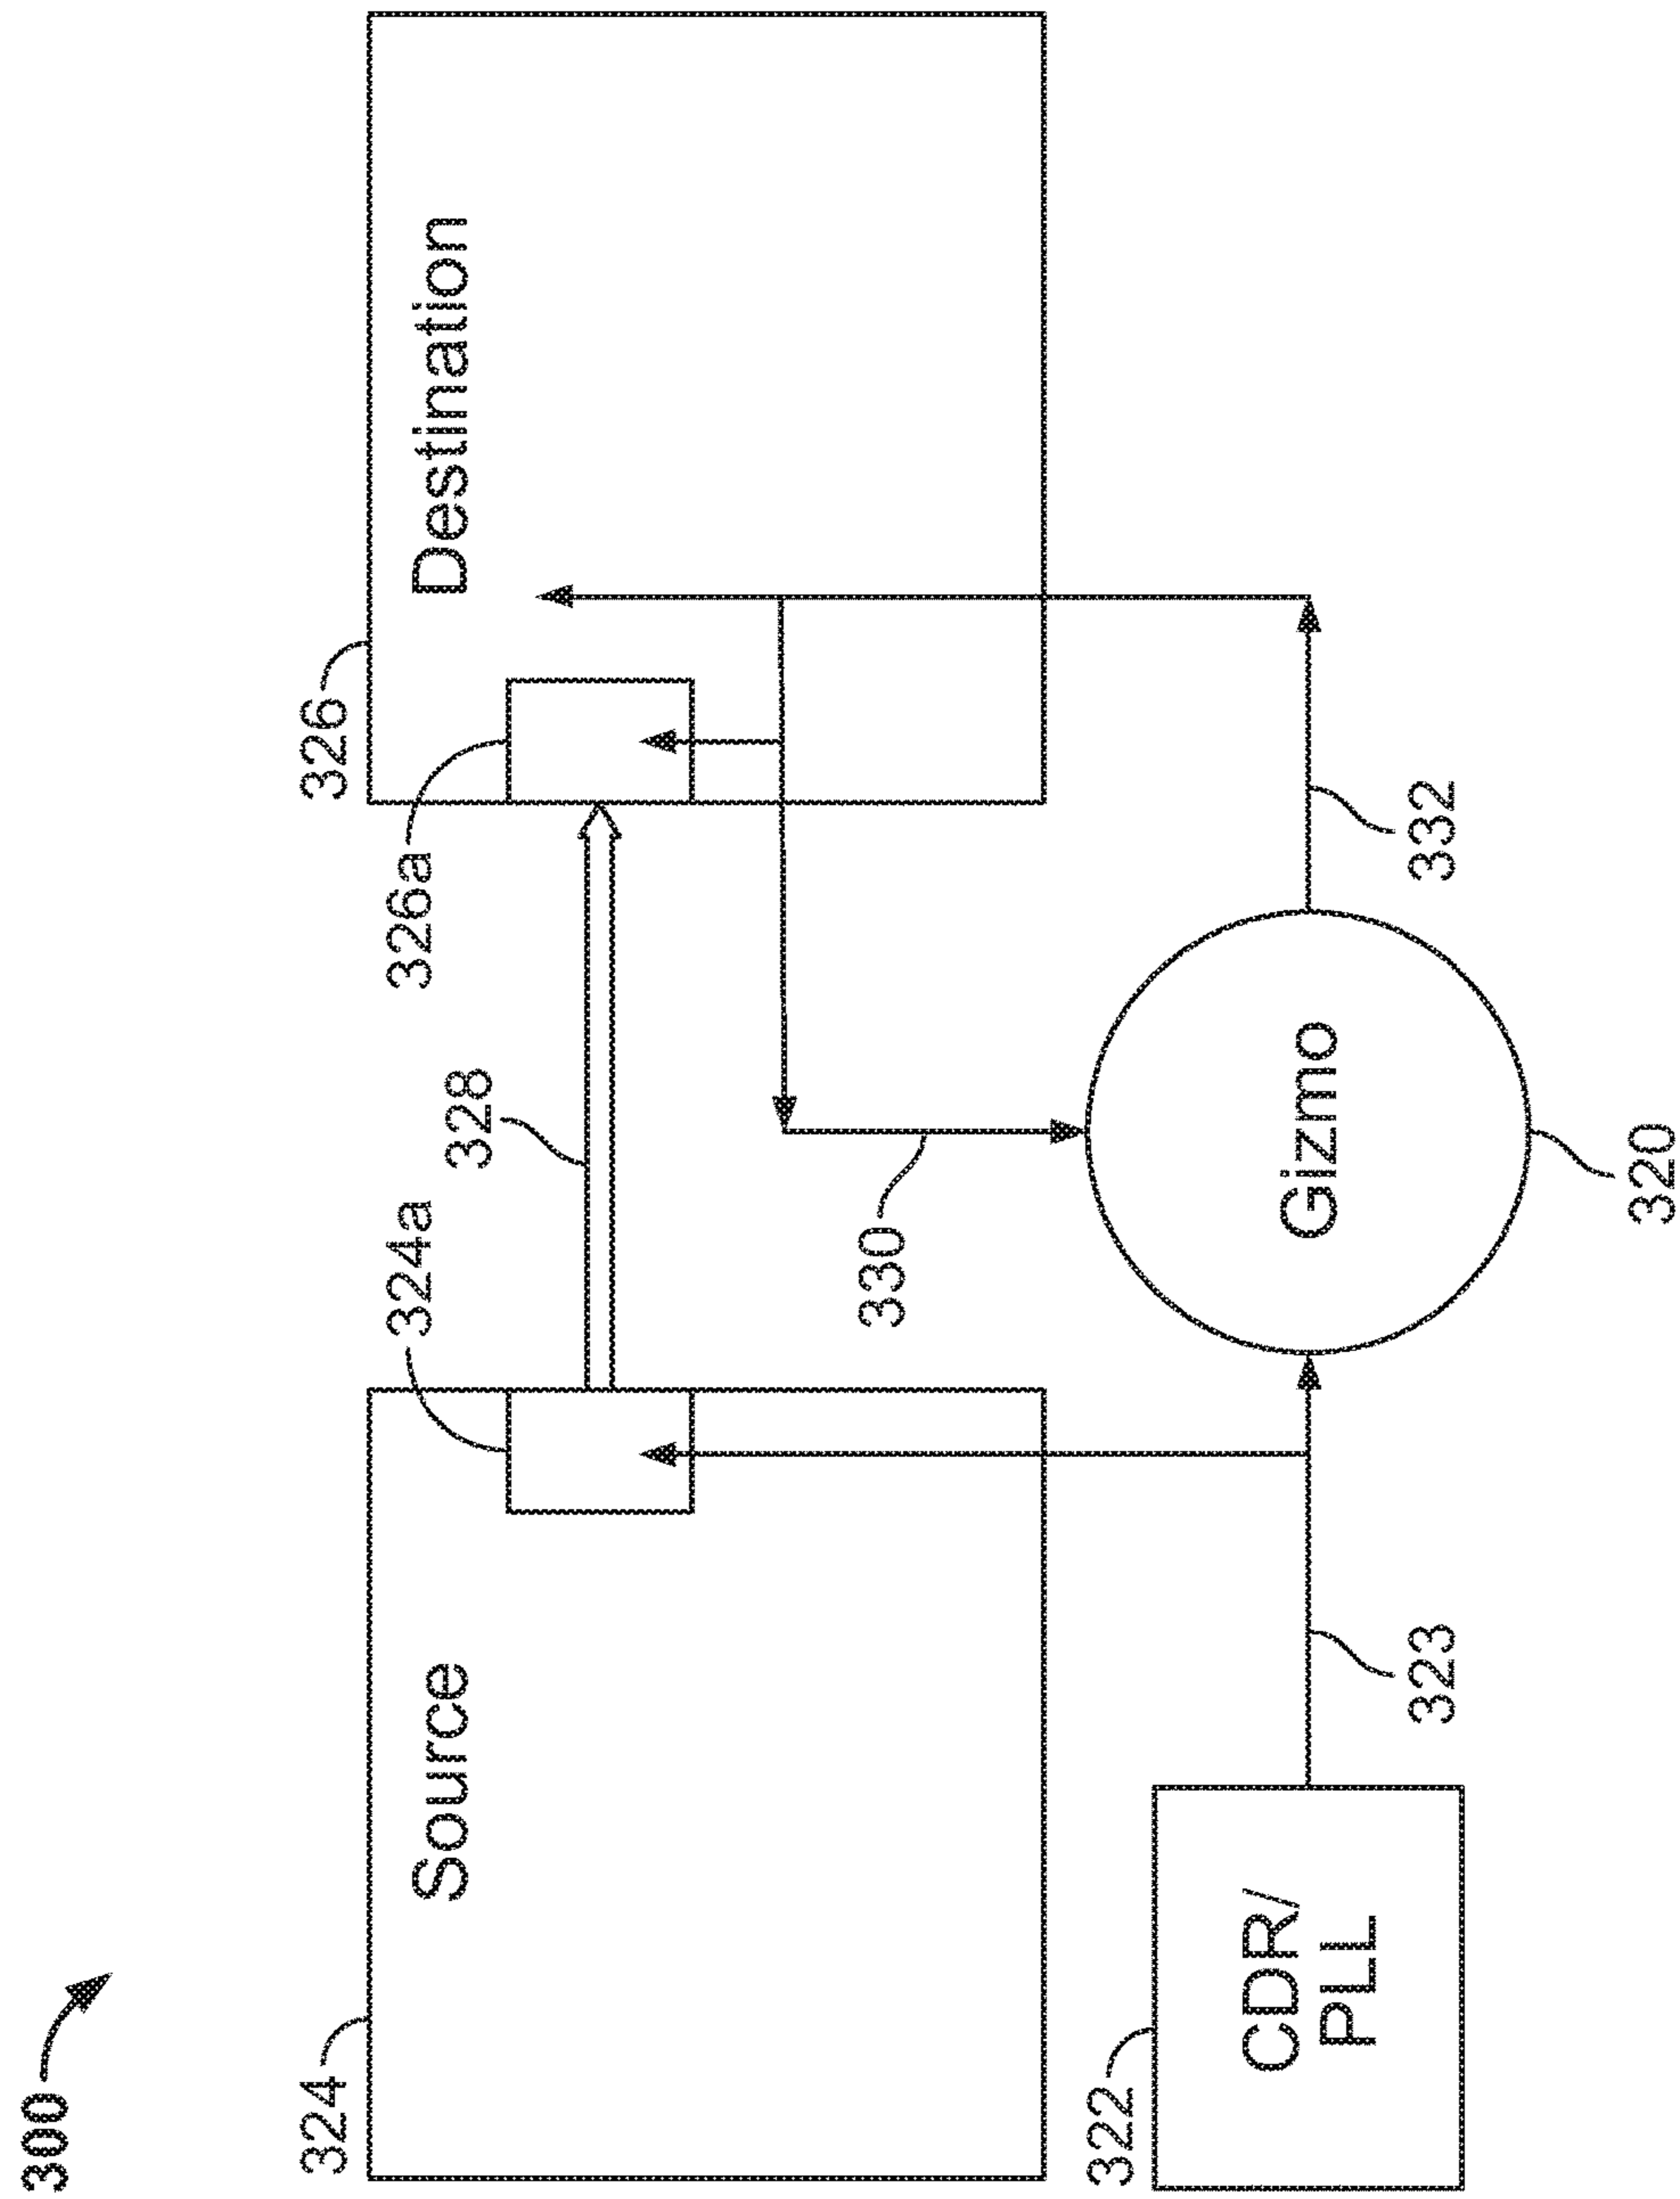 300
324
Source
324a
328
326
326a
Destination
330
322
CDR/
PLL
323
Gizmo
320
332